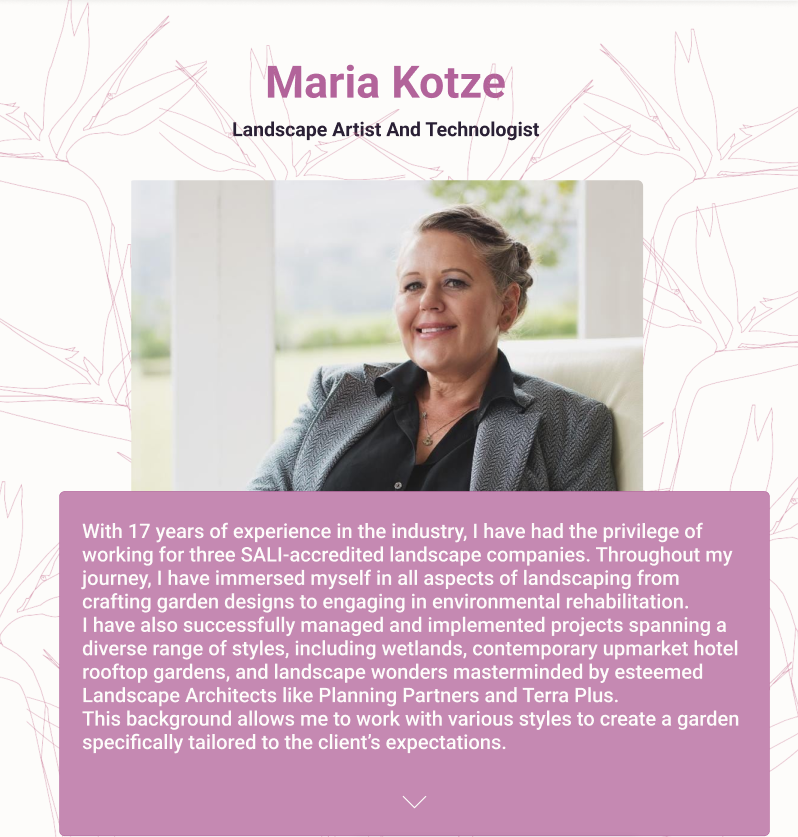 Maria Kotze
Landscape Artist And Technologist
With 17 years of experience in the industry, I have had the privilege of
working for three SALI-accredited landscape companies. Throughout my
journey, I have immersed myself in all aspects of landscaping from
crafting garden designs to engaging in environmental rehabilitation.
I have also successfully managed and implemented projects spanning a
diverse range of styles, including wetlands, contemporary upmarket hotel
rooftop gardens, and landscape wonders masterminded by esteemed
Landscape Architects like Planning Partners and Terra Plus.
This background allows me to work with various styles to create a garden
specifically tailored to the client’s expectations.